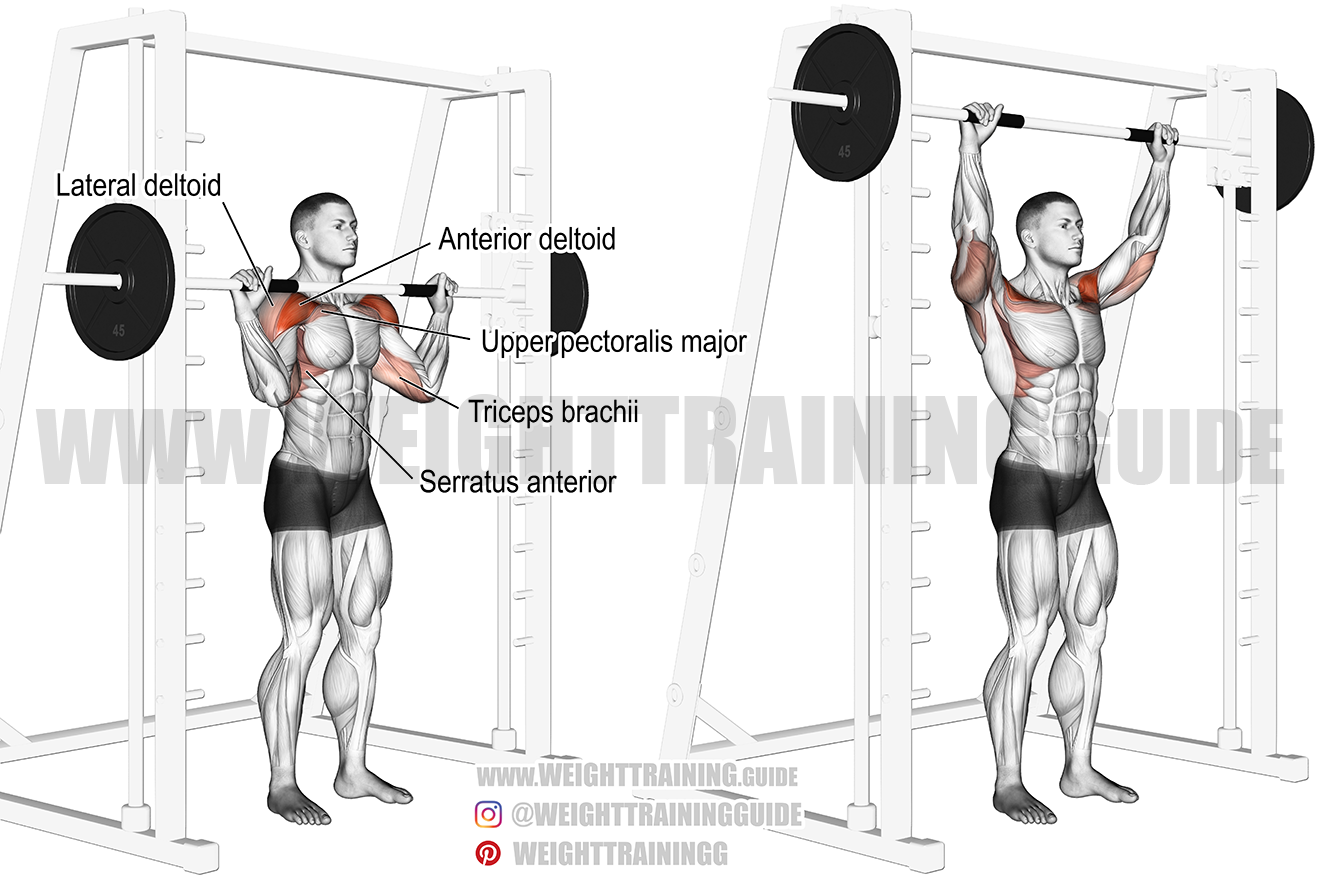 Lateral deltoid
Anterior deltoid
Upper pectoralis major
Triceps brachii
Serratus anterior
45
45
WWW.WEIGHTTRAINING.GUIDE
WWW.WEIGHTTRAINING.GUIDE
@WEIGHTTRAININGGUIDE
WEIGHTTRAININGG